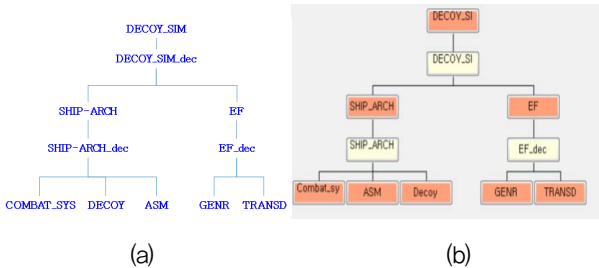 DECOY_SIM
DECOY_SIM_dec
SHIP-ARCH EF
SHIP-ARCH_dec EF_dec
COMBAT_SYS DECOY ASM GENR TRANSD
(a)
DECOY_SI
DECOY_SI
SHIP_ARCH EF
SHIP_ARCH EF_dec
Combat_sy ASM Decoy GENR TRANSD
(b)